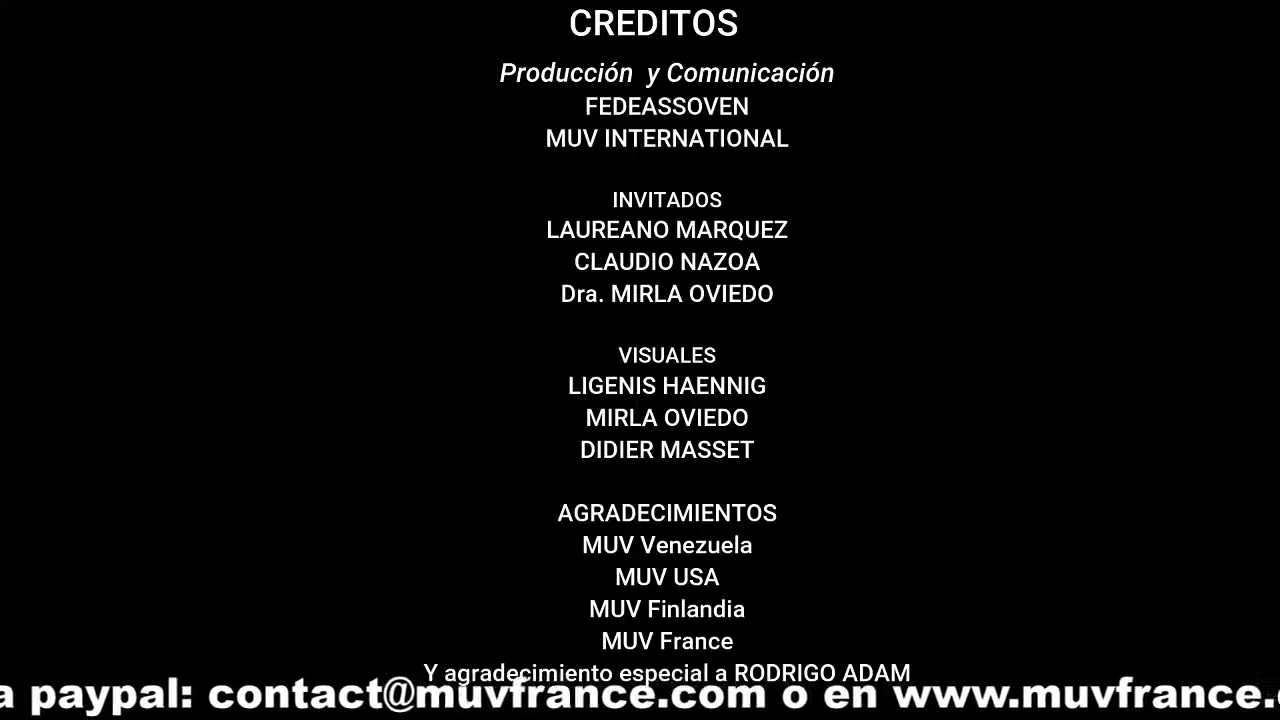 CREDITOS
Producción y Comunicación
FEDEASSOVEN
MUV INTERNATIONAL
INVITADOS
LAUREANO MARQUEZ
CLAUDIO NAZOA
Dra. MIRLA OVIEDO
VISUALES
LIGENIS HAENNIG
MIRLA OVIEDO
DIDIER MASSET
AGRADECIMIENTOS
MUV Venezuela
MUV USA
MUV Finlandia
MUV France
Y agradecimiento especial a RODRIGO ADAM
a paypal: contact@muvfrance.com o en www.muvfrance.